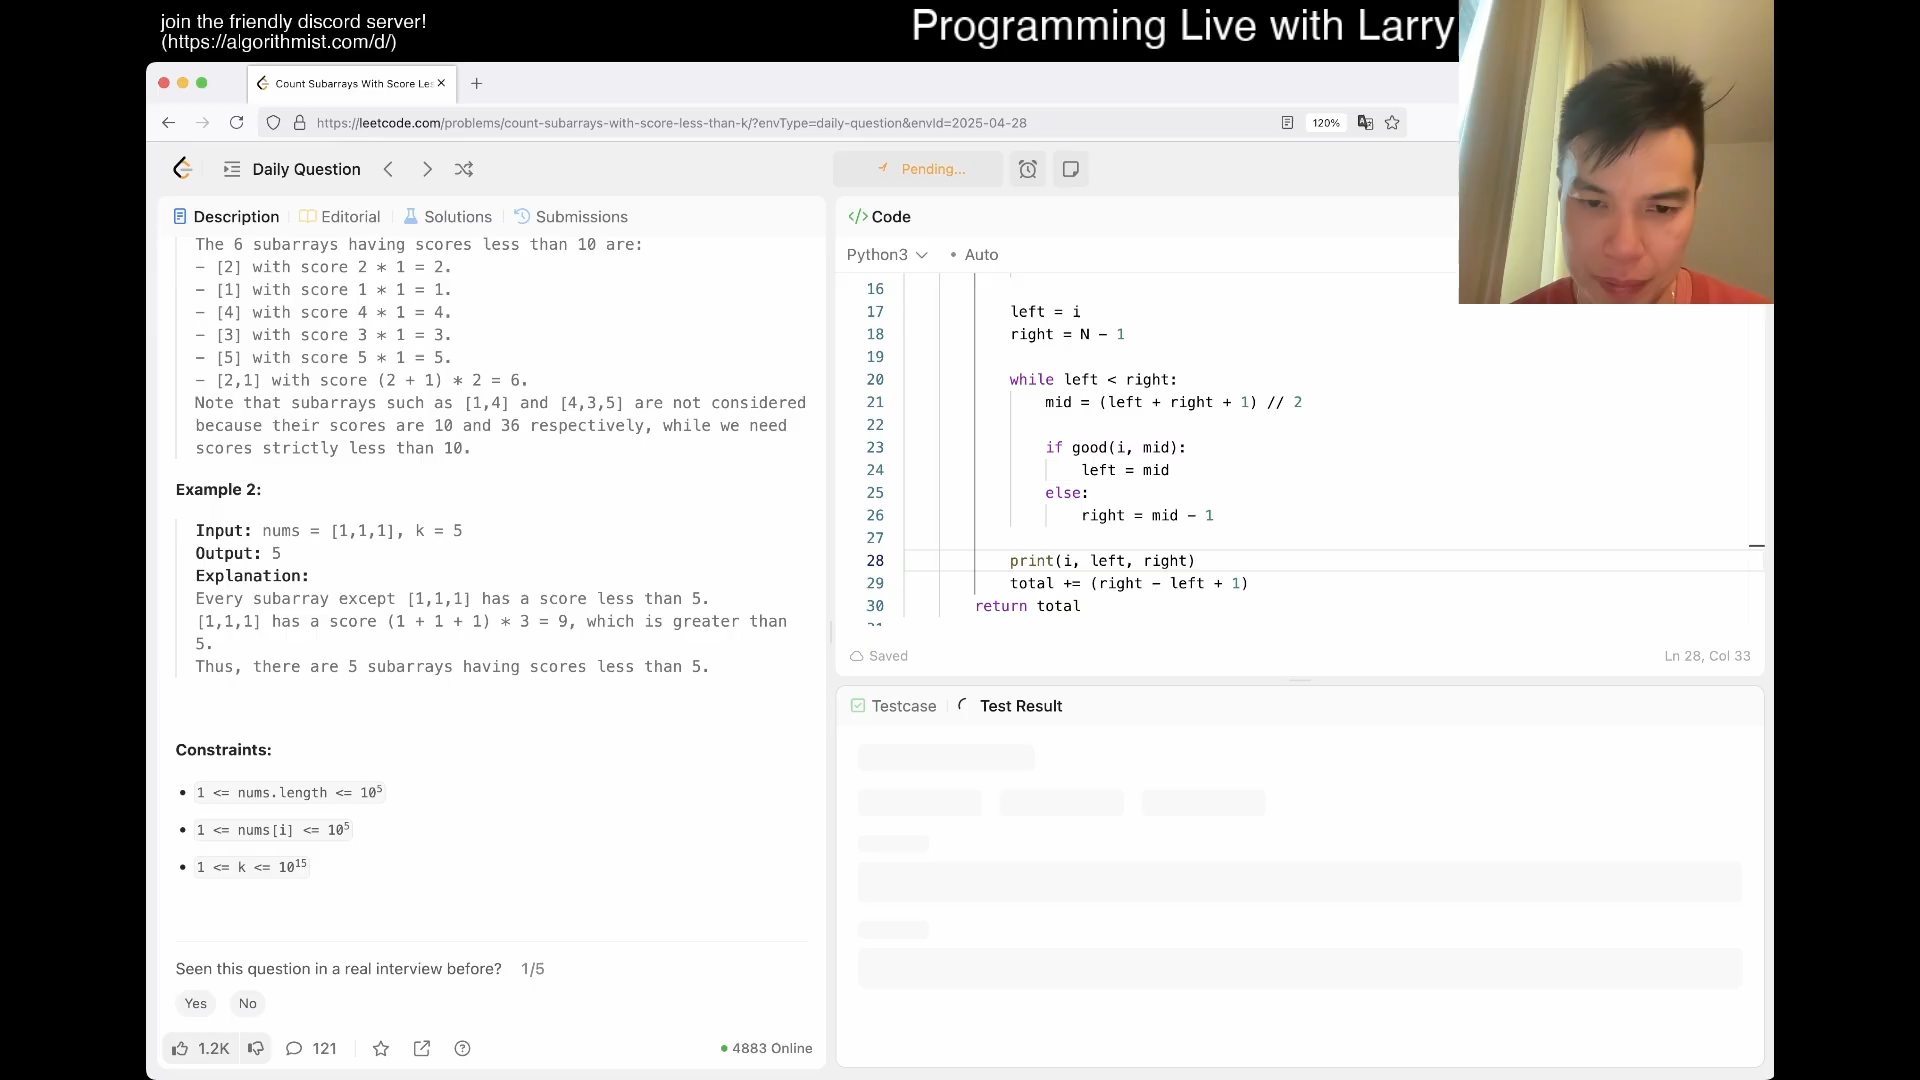 join the friendly discord server!
(https://algorithmist.com/d/)
Programming Live with Larry
Count Subarrays With Score Le
https://leetcode.com/problems/count-subarrays-with-score-less-than-k/?envType=daily-question&envId=2025-04-28
120%
Daily Question
Pending...
Description
Editorial
Solutions
Submissions
The 6 subarrays having scores less than 10 are:
- [2] with score 2 * 1 = 2.
- [1] with score 1 * 1 = 1.
- [4] with score 4 * 1 = 4.
- [3] with score 3 * 1 = 3.
- [5] with score 5 * 1 = 5.
- [2,1] with score (2 + 1) * 2 = 6.
Note that subarrays such as [1,4] and [4,3,5] are not considered
because their scores are 10 and 36 respectively, while we need
scores strictly less than 10.
Example 2:
Input: nums = [1,1,1], k = 5
Output: 5
Explanation:
Every subarray except [1,1,1] has a score less than 5.
[1,1,1] has a score (1 + 1 + 1) * 3 = 9, which is greater than
5.
Thus, there are 5 subarrays having scores less than 5.
Constraints:
• 1 <= nums.length <= 10⁵
• 1 <= nums[i] <= 10⁵
• 1 <= k <= 10¹⁵
Seen this question in a real interview before? 1/5
Yes No
1.2K 121
4883 Online
</> Code
Python3 • Auto
16
17 left = i
18 right = N - 1
19
20 while left < right:
21 mid = (left + right + 1) // 2
22
23 if good(i, mid):
24 left = mid
25 else:
26 right = mid - 1
27
28 print(i, left, right)
29 total += (right - left + 1)
30 return total
31
Saved
Ln 28, Col 33
Testcase
Test Result